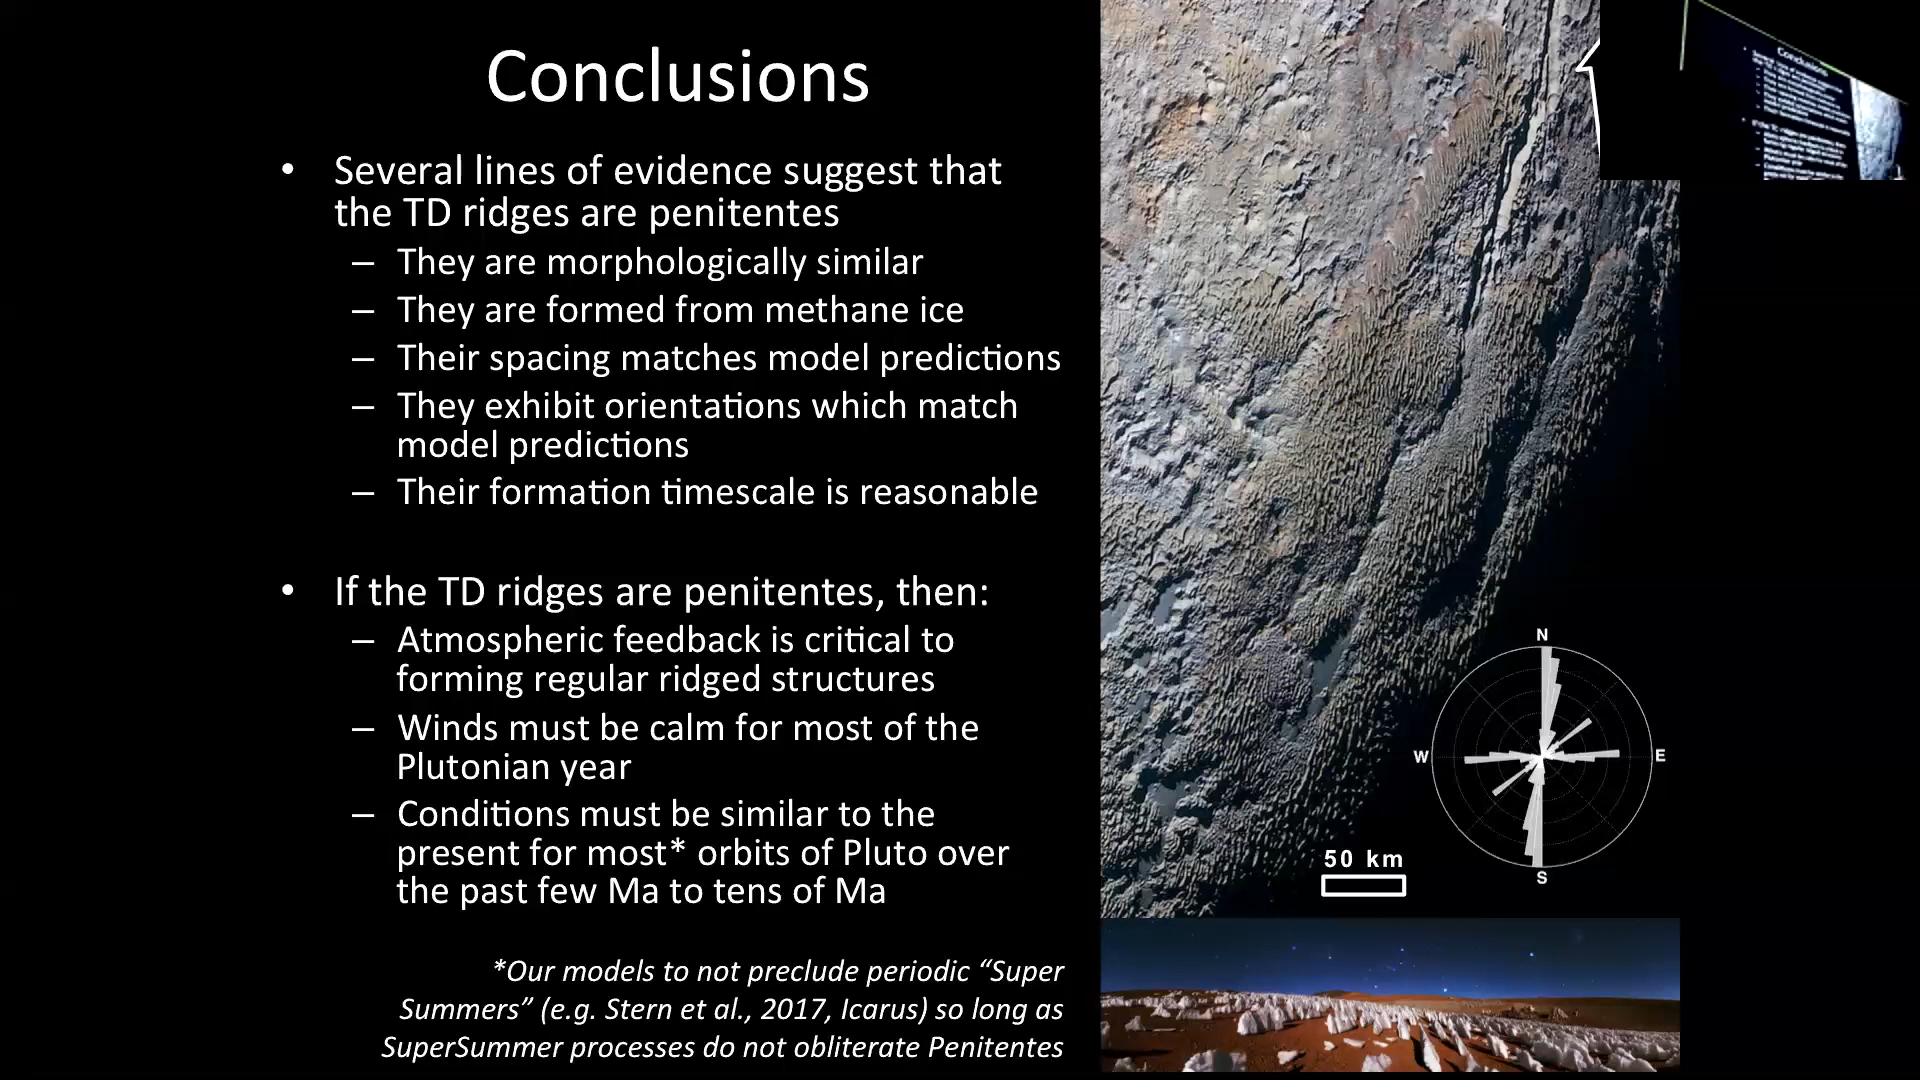 Conclusions
• Several lines of evidence suggest that
the TD ridges are penitentes
– They are morphologically similar
– They are formed from methane ice
– Their spacing matches model predictions
– They exhibit orientations which match
model predictions
– Their formation timescale is reasonable
• If the TD ridges are penitentes, then:
– Atmospheric feedback is critical to
forming regular ridged structures
– Winds must be calm for most of the
Plutonian year
– Conditions must be similar to the
present for most* orbits of Pluto over
the past few Ma to tens of Ma
*Our models to not preclude periodic “Super
Summers” (e.g. Stern et al., 2017, Icarus) so long as
SuperSummer processes do not obliterate Penitentes
N
W
E
S
50 km
Conclusions